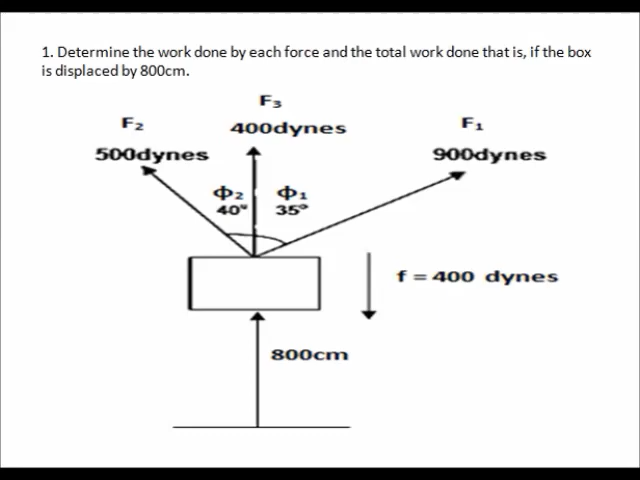 1. Determine the work done by each force and the total work done that is, if the box
is displaced by 800cm.
F₃
F₂
400dynes
F₁
500dynes
900dynes
Φ₂
Φ₁
40°
35°
f = 400 dynes
800cm